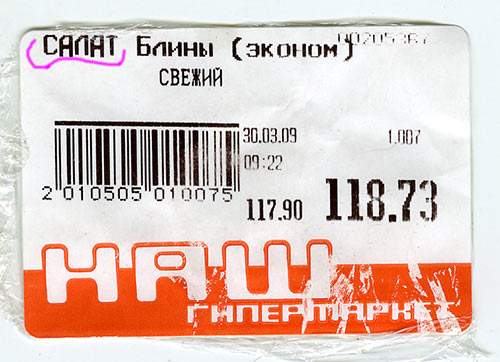 САЛАТ Блины (эконом)
СВЕЖИЙ
30.03.09 1.007
09:22
2 010505 010075
117.90 118.73
НАШ
ГИПЕРМАРКЕТ